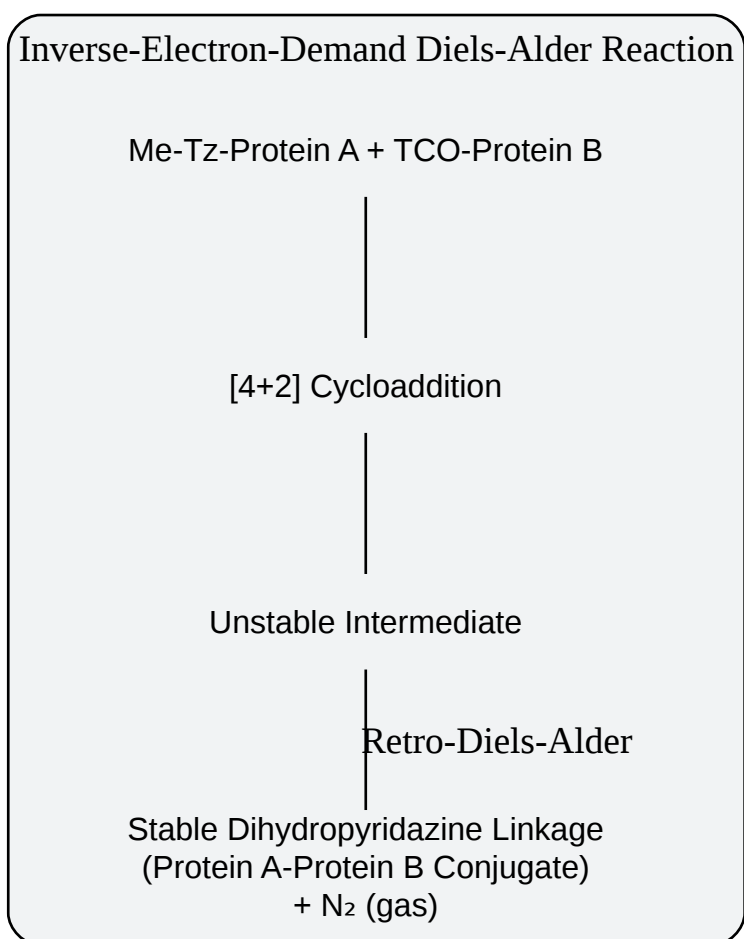 Inverse-Electron-Demand Diels-Alder Reaction
Me-Tz-Protein A + TCO-Protein B
[4+2] Cycloaddition
Unstable Intermediate
Retro-Diels-Alder
Stable Dihydropyridazine Linkage
(Protein A-Protein B Conjugate)
+ N₂ (gas)